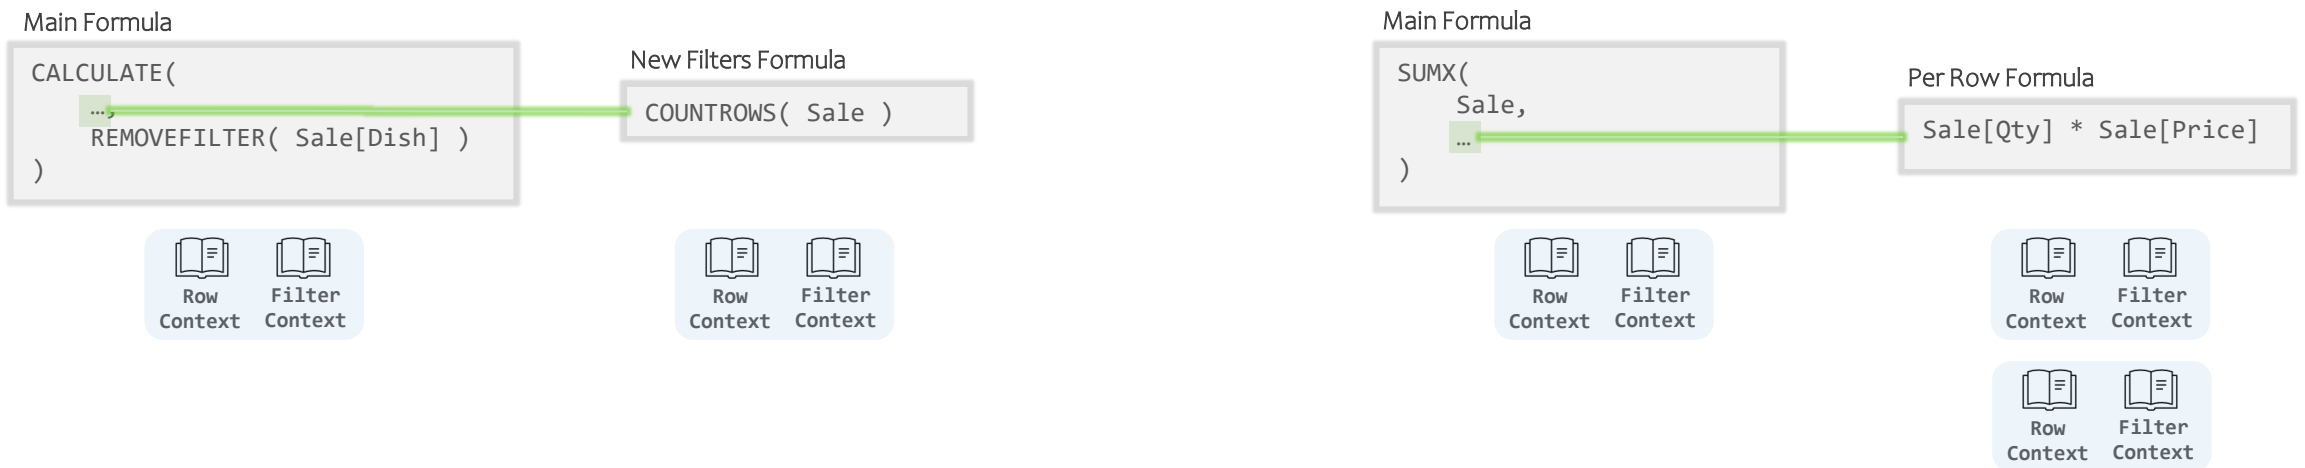 Main Formula
CALCULATE(
…,
REMOVEFILTER( Sale[Dish] )
)
New Filters Formula
COUNTROWS( Sale )
Row Context
Filter Context
Row Context
Filter Context
Main Formula
SUMX(
Sale,
…
)
Per Row Formula
Sale[Qty] * Sale[Price]
Row Context
Filter Context
Row Context
Filter Context
Row Context
Filter Context